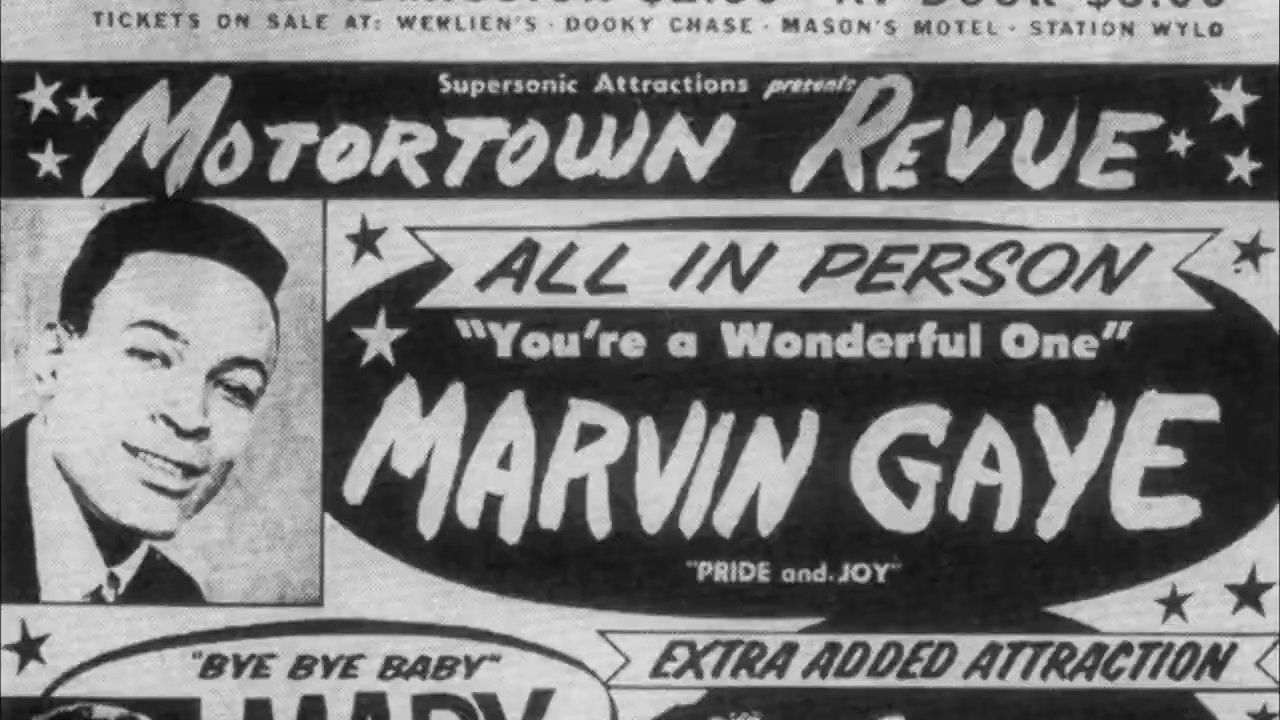 TICKETS ON SALE AT: WERLIEN'S · DOOKY CHASE · MASON'S MOTEL · STATION WYLD
Supersonic Attractions presents
MOTORTOWN REVUE
ALL IN PERSON
"You're a Wonderful One"
MARVIN GAYE
"PRIDE and JOY"
"BYE BYE BABY"
EXTRA ADDED ATTRACTION
MARY